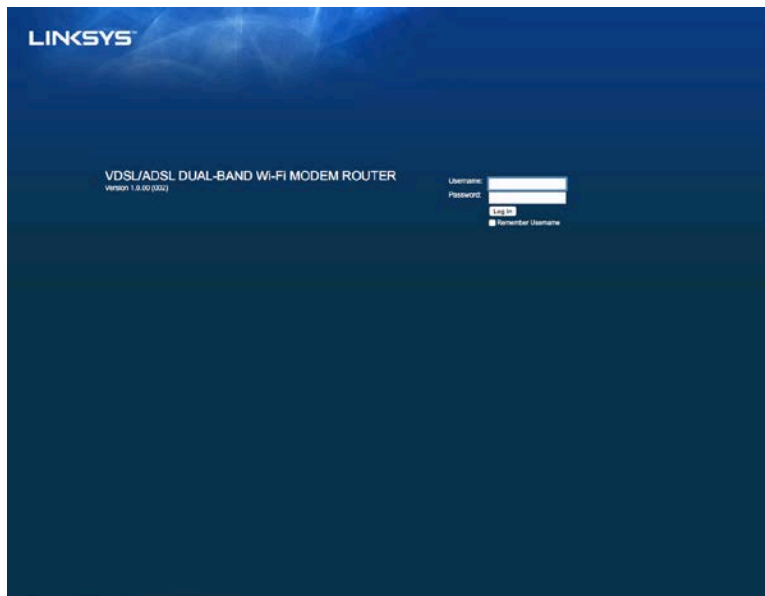 LINKSYS™
VDSL/ADSL DUAL-BAND Wi-Fi MODEM ROUTER
Version 1.0.00 (002)
Username:
Password:
Log In
Remember Username